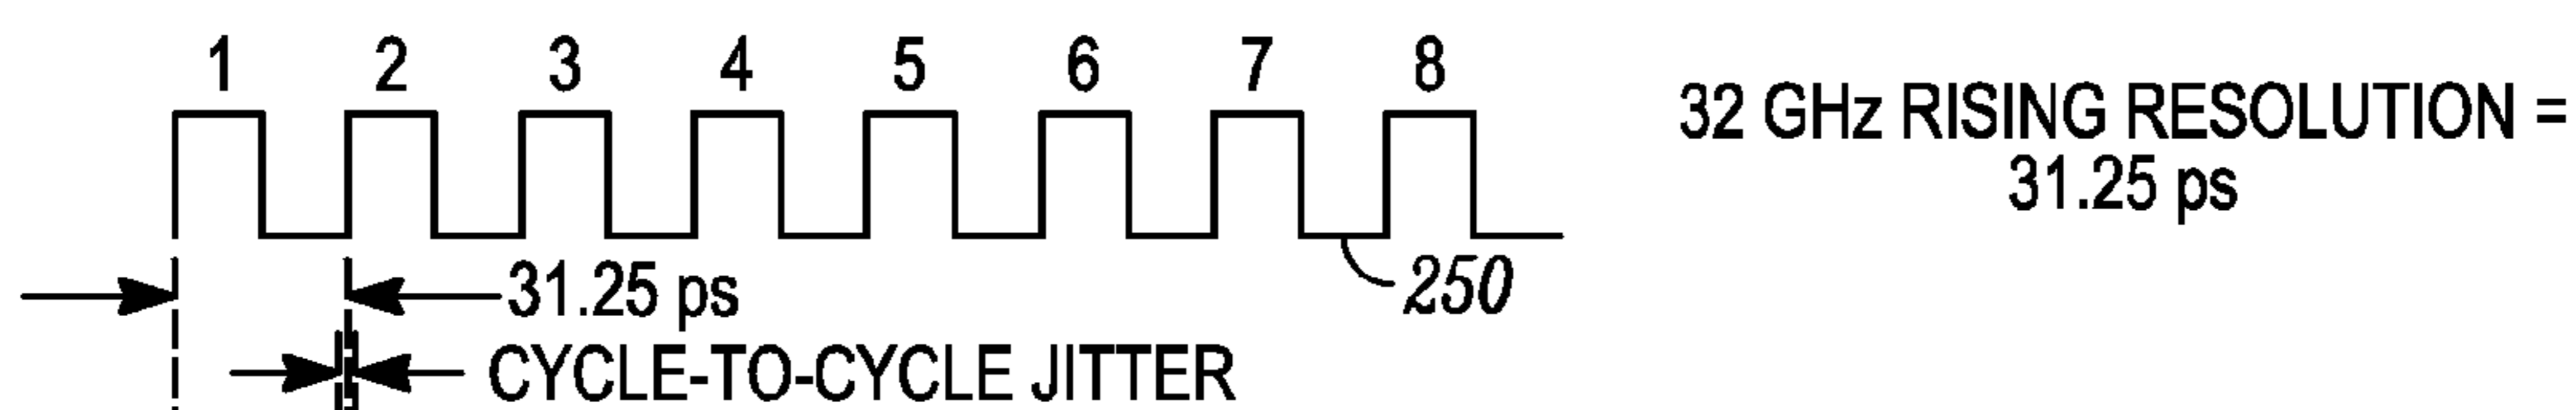 1 2 3 4 5 6 7 8
32 GHz RISING RESOLUTION =
31.25 ps
31.25 ps
250
CYCLE-TO-CYCLE JITTER